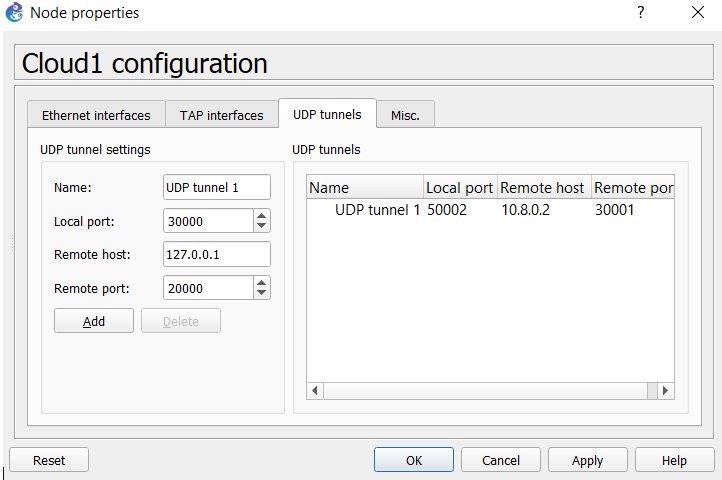 Node properties
? 
Cloud1 configuration
Ethernet interfaces TAP interfaces UDP tunnels Misc.
UDP tunnel settings
Name: UDP tunnel 1
Local port: 30000
Remote host: 127.0.0.1
Remote port: 20000
Add Delete
UDP tunnels
Name Local port Remote host Remote por
UDP tunnel 1 50002 10.8.0.2 30001
Reset OK Cancel Apply Help